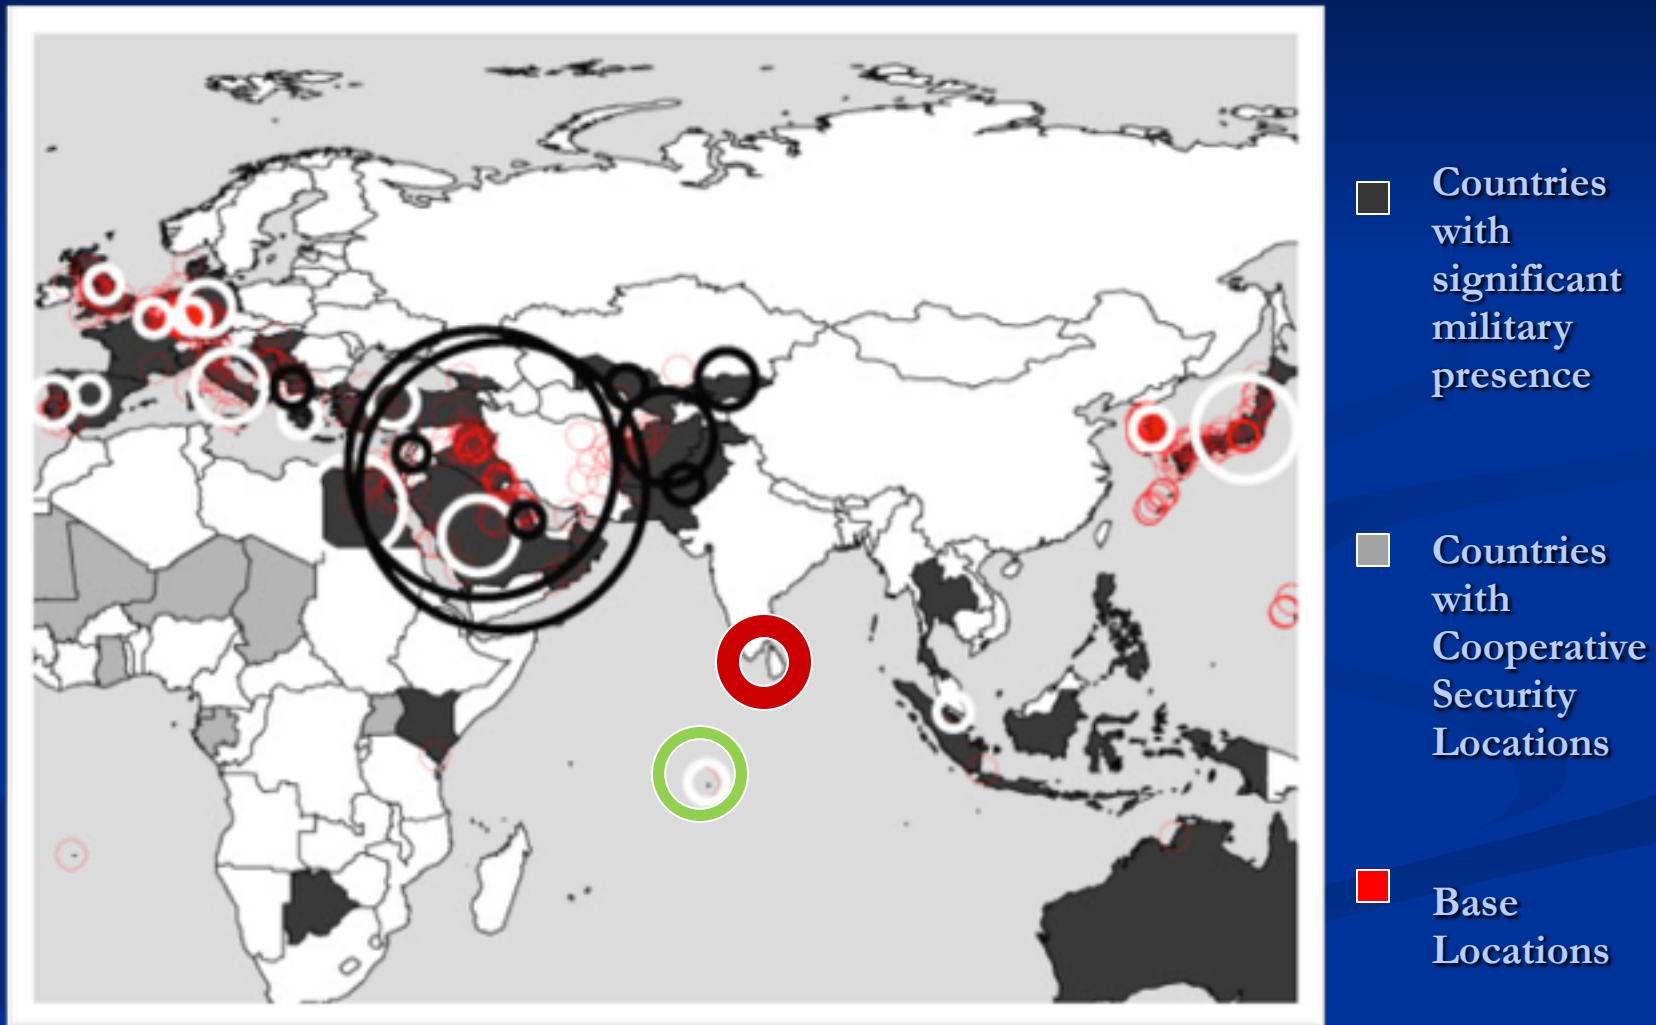 Countries
with
significant
military
presence
Countries
with
Cooperative
Security
Locations
Base
Locations